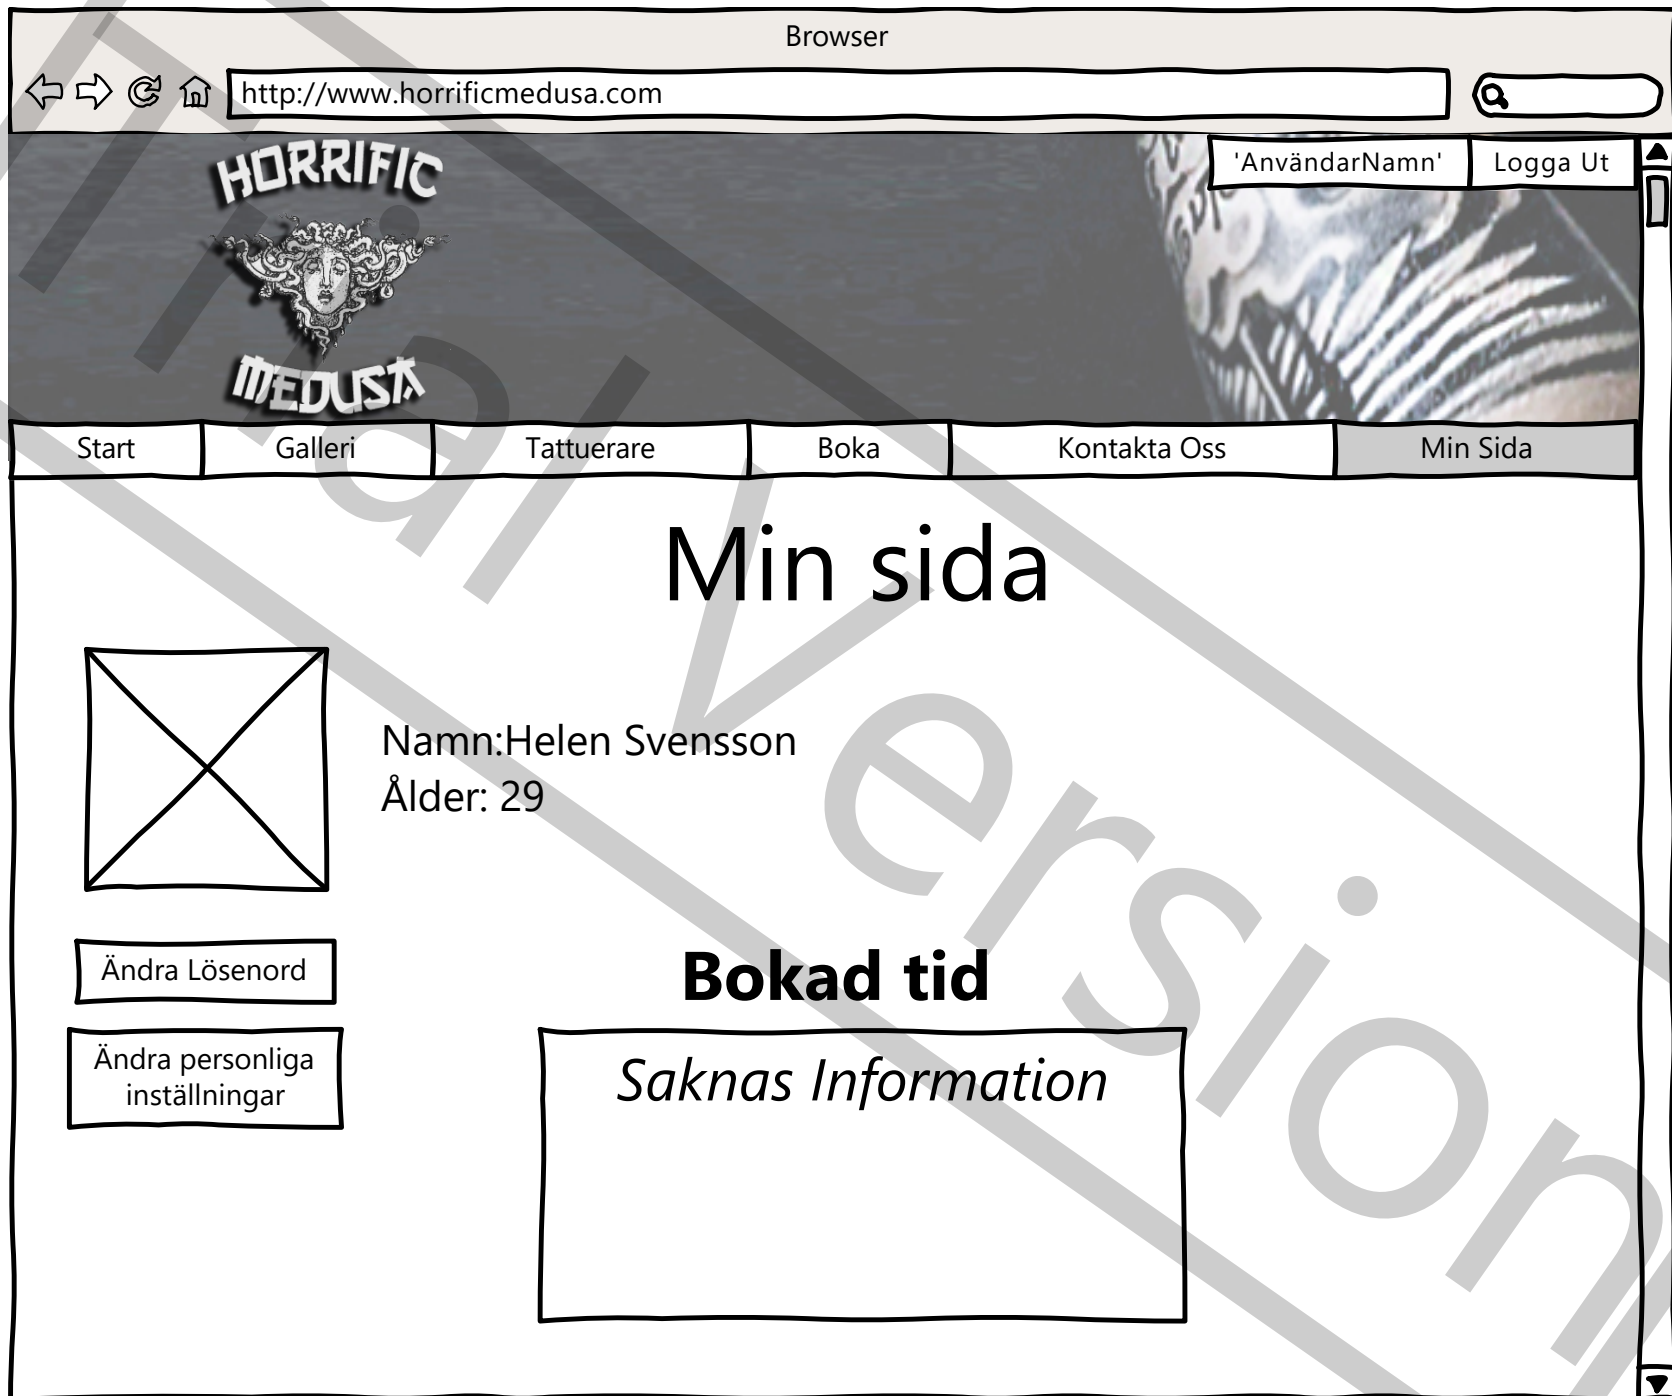 Browser
http://www.horrificmedusa.com
'AnvändarNamn' Logga Ut
HORRIFIC
MEDUSA
Start Galleri Tattuerare Boka Kontakta Oss Min Sida
Min sida
Namn:Helen Svensson
Ålder: 29
Ändra Lösenord
Bokad tid
Ändra personliga
inställningar
Saknas Information
Trial Version